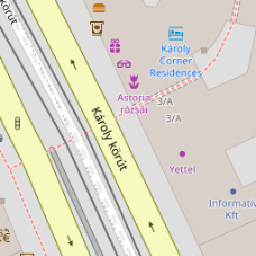 körút
Károly
Corner
Residences
Astoria
rózsái
3/A
3/A
Károly körút
Yettel
Informatív
Kft